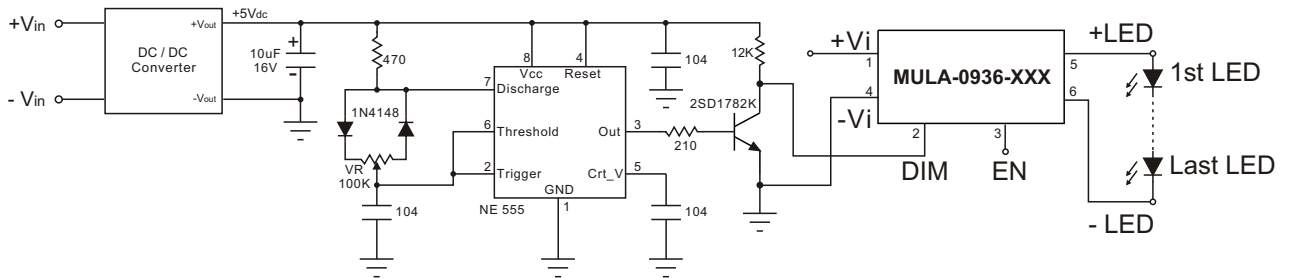 +Vin
- Vin
DC / DC
Converter
+Vout
-Vout
+5Vdc
10uF
16V
+
-
470
1N4148
VR
100K
104
8
4
Vcc
Reset
7
Discharge
6
Threshold
2
Trigger
Out
3
Crt_V
5
GND
1
NE 555
210
104
104
12K
2SD1782K
+Vi
1
4
-Vi
MULA-0936-XXX
2
3
DIM
EN
5
6
+LED
1st LED
Last LED
- LED